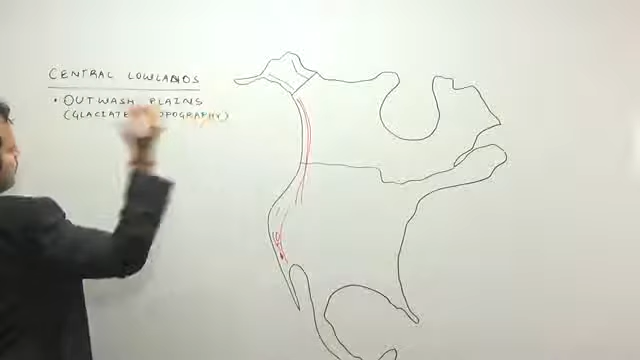 CENTRAL LOWLANDS
• OUTWASH PLAINS
(GLACIATED TOPOGRAPHY)